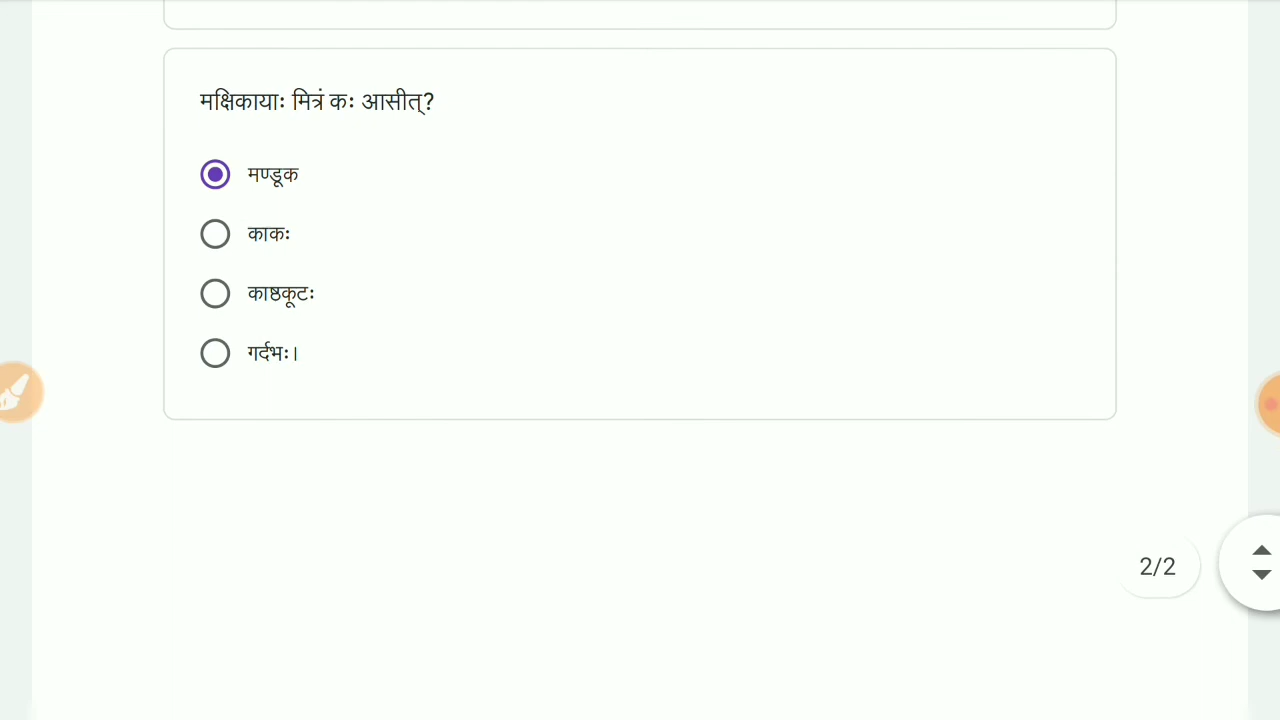 मक्षिकायाः मित्रं कः आसीत्?
मण्डूक
काकः
काष्ठकूटः
गर्दभः।
2/2